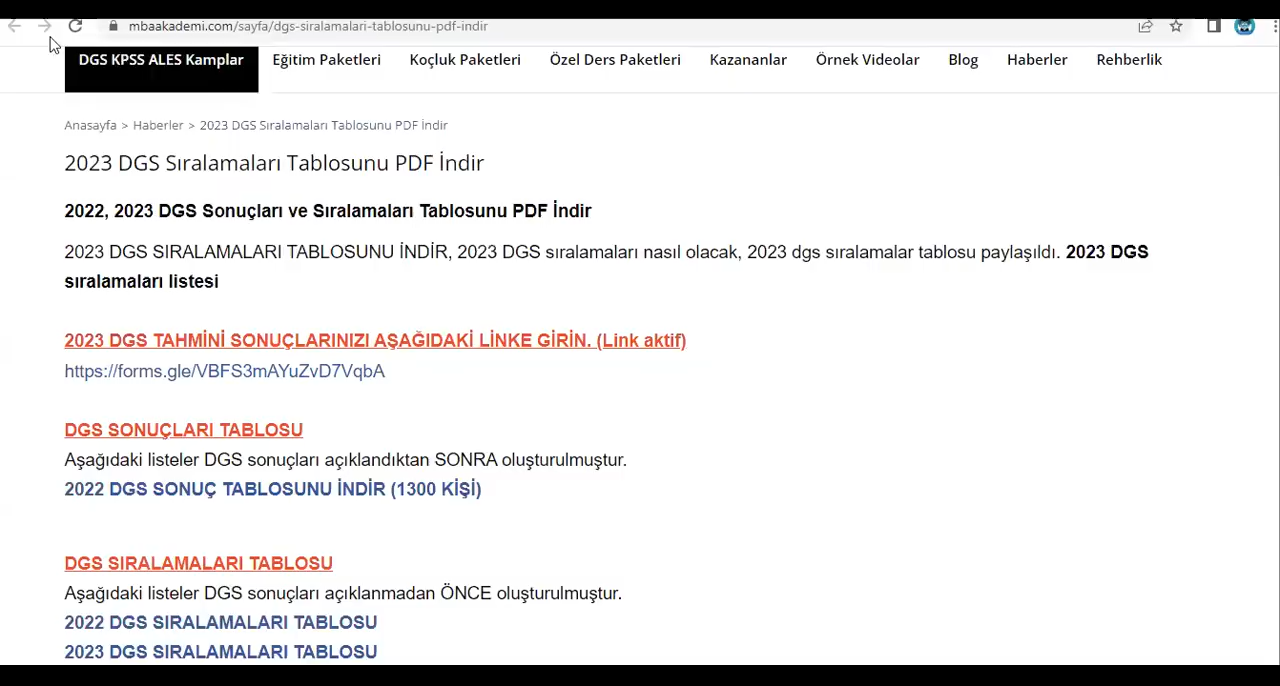 mbaakademi.com/sayfa/dgs-siralamalari-tablosunu-pdf-indir
DGS KPSS ALES Kamplar Eğitim Paketleri Koçluk Paketleri Özel Ders Paketleri Kazananlar Örnek Videolar Blog Haberler Rehberlik
Anasayfa > Haberler > 2023 DGS Sıralamaları Tablosunu PDF İndir
2023 DGS Sıralamaları Tablosunu PDF İndir
2022, 2023 DGS Sonuçları ve Sıralamaları Tablosunu PDF İndir
2023 DGS SIRALAMALARI TABLOSUNU İNDİR, 2023 DGS sıralamaları nasıl olacak, 2023 dgs sıralamalar tablosu paylaşıldı. 2023 DGS
sıralamaları listesi
2023 DGS TAHMİNİ SONUÇLARINIZI AŞAĞIDAKİ LİNKE GİRİN. (Link aktif)
https://forms.gle/VBFS3mAYuZvD7VqbA
DGS SONUÇLARI TABLOSU
Aşağıdaki listeler DGS sonuçları açıklandıktan SONRA oluşturulmuştur.
2022 DGS SONUÇ TABLOSUNU İNDİR (1300 KİŞİ)
DGS SIRALAMALARI TABLOSU
Aşağıdaki listeler DGS sonuçları açıklanmadan ÖNCE oluşturulmuştur.
2022 DGS SIRALAMALARI TABLOSU
2023 DGS SIRALAMALARI TABLOSU